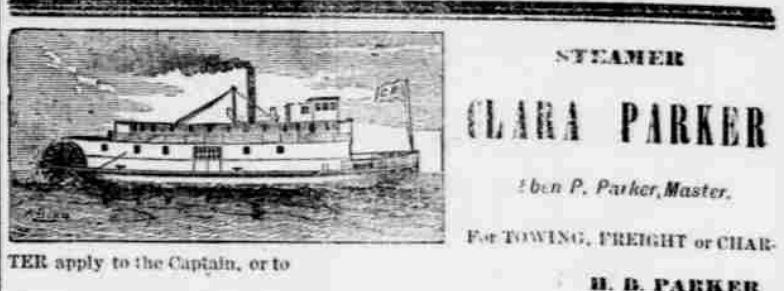 STEAMER
CLARA PARKER
Eben P. Parker, Master.
For TOWING, FREIGHT or CHAR-
TER apply to the Captain, or to
H. B. PARKER